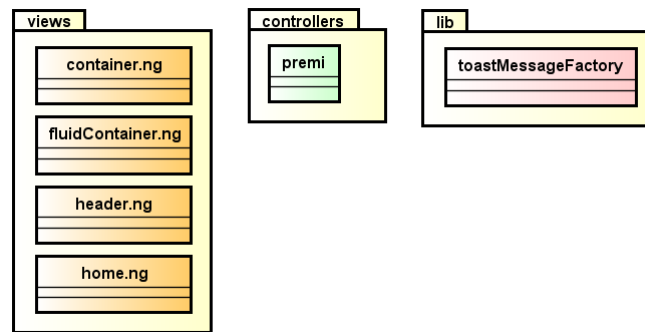 views
container.ng
fluidContainer.ng
header.ng
home.ng
controllers
premi
lib
toastMessageFactory